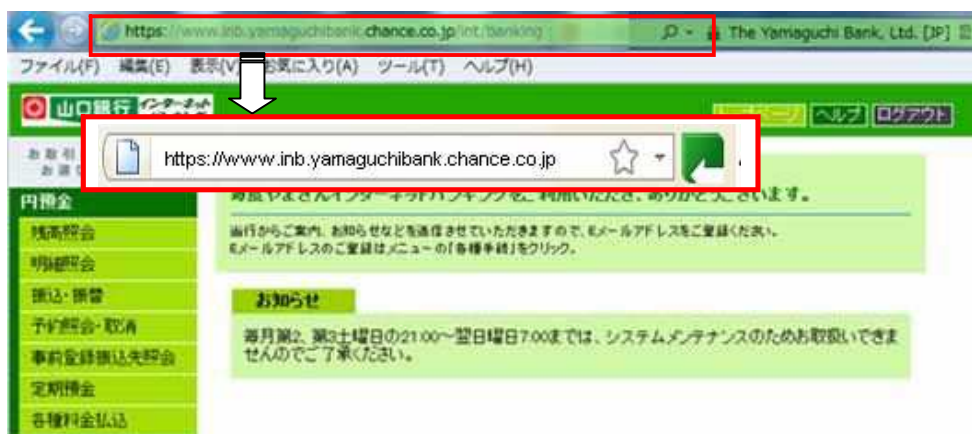 https://www.inb.yamaguchibank.chance.co.jp/int/banking
The Yamaguchi Bank, Ltd. [JP]
ファイル(F) 編集(E) 表示(V) お気に入り(A) ツール(T) ヘルプ(H)
山口銀行 インターネット
ヘルプ ログアウト
https://www.inb.yamaguchibank.chance.co.jp
円預金
毎度やまぎんインターネットバンキングをご利用いただき、ありがとうございます。
残高照会
当行からご案内、お知らせなどを送信させていただきますので、Eメールアドレスをご登録ください。
Eメールアドレスのご登録はメニューの「各種手続」をクリック。
明細照会
振込・振替
お知らせ
予約照会・取消
毎月第2、第3土曜日の21:00～翌日曜日7:00までは、システムメンテナンスのためお取扱いできま
せんのでご了承ください。
事前登録振込先照会
定期預金
各種料金払込